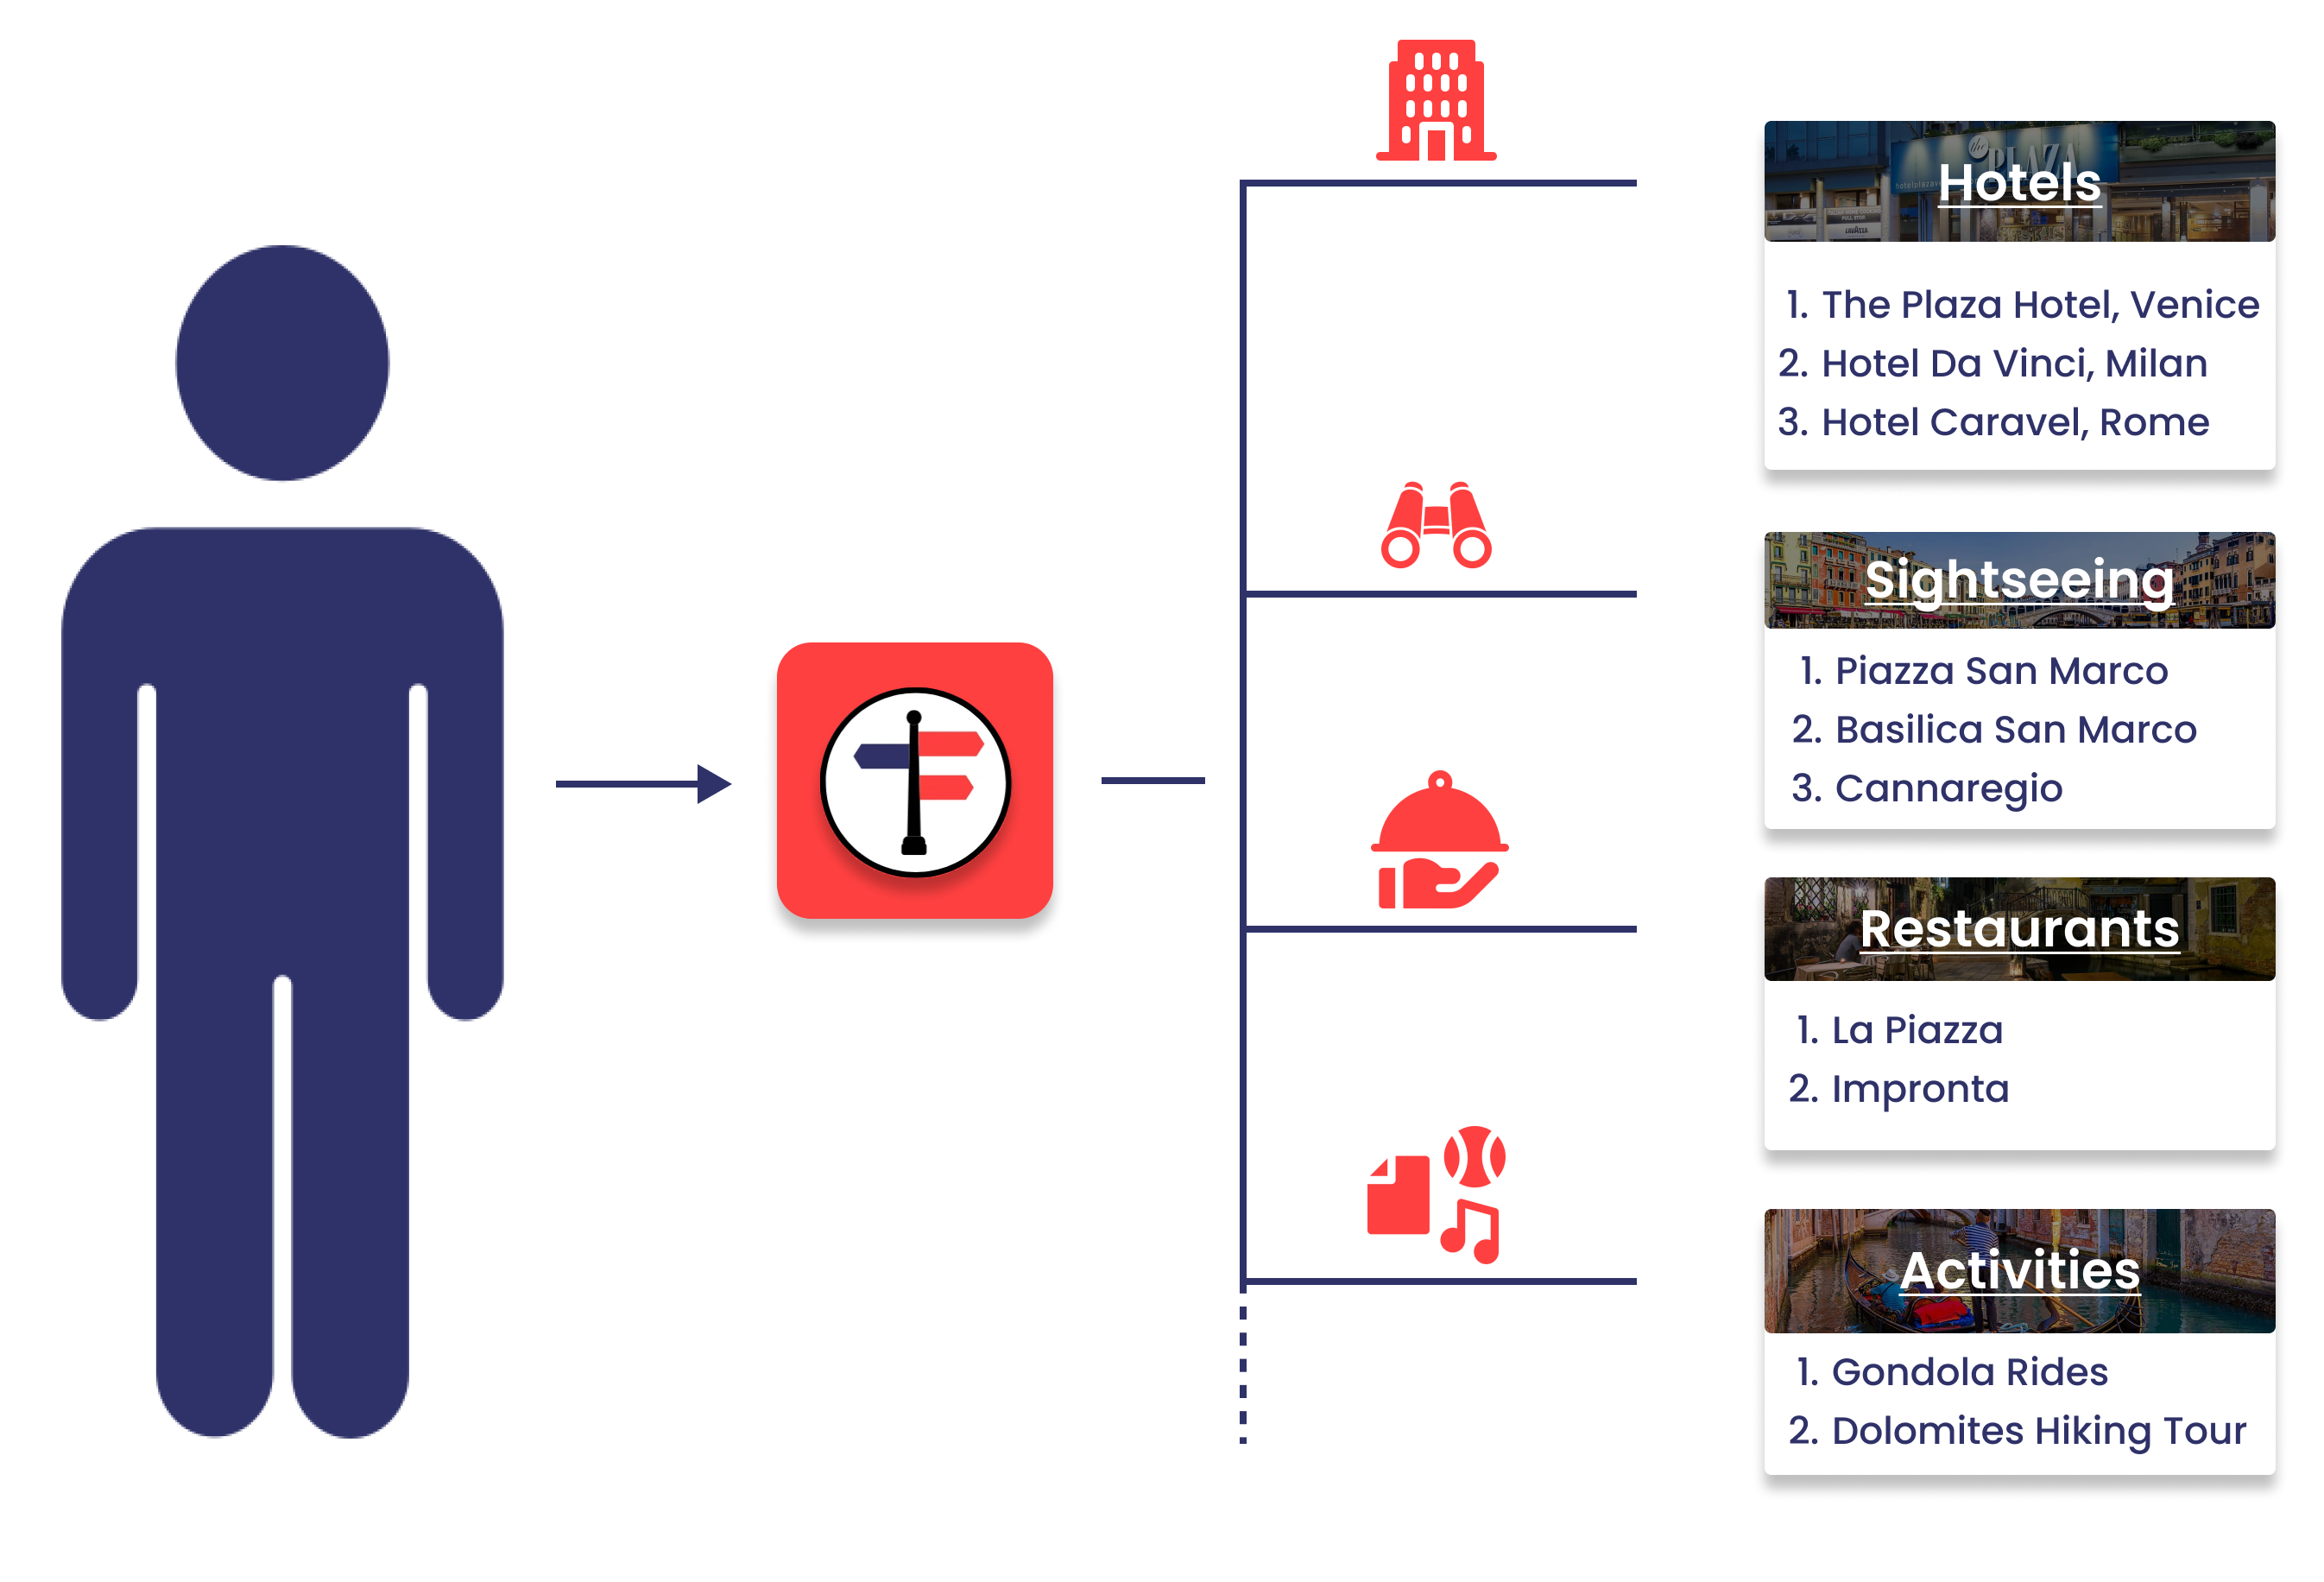 the PLAZA
Hotels
1. The Plaza Hotel, Venice
2. Hotel Da Vinci, Milan
3. Hotel Caravel, Rome
Sightseeing
1. Piazza San Marco
2. Basilica San Marco
3. Cannaregio
Restaurants
1. La Piazza
2. Impronta
Activities
1. Gondola Rides
2. Dolomites Hiking Tour